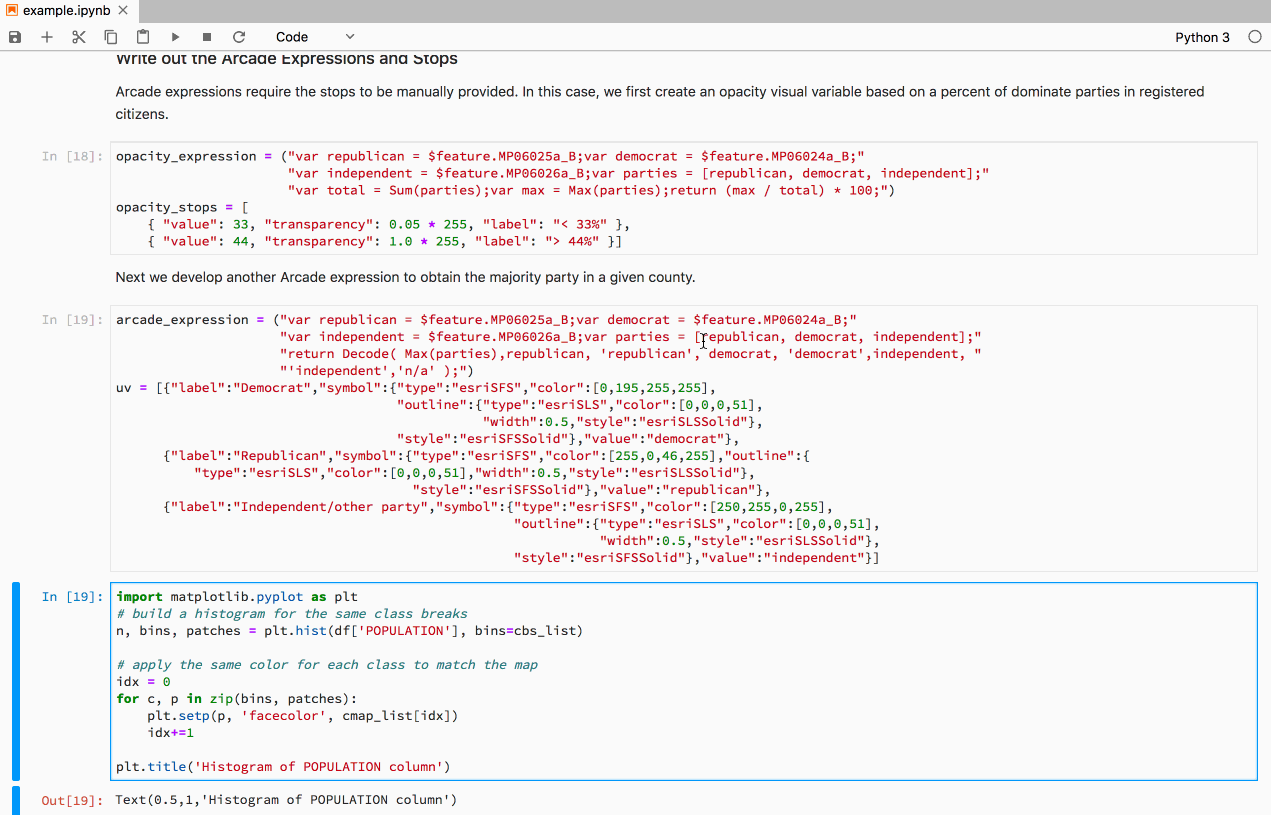 example.ipynb
Code
Python 3
Write out the Arcade Expressions and Stops
Arcade expressions require the stops to be manually provided. In this case, we first create an opacity visual variable based on a percent of dominate parties in registered
citizens.
In [18]:
opacity_expression = ("var republican = $feature.MP06025a_B;var democrat = $feature.MP06024a_B;"
"var independent = $feature.MP06026a_B;var parties = [republican, democrat, independent];"
"var total = Sum(parties);var max = Max(parties);return (max / total) * 100;")
opacity_stops = [
{ "value": 33, "transparency": 0.05 * 255, "label": "< 33%" },
{ "value": 44, "transparency": 1.0 * 255, "label": "> 44%" }]
Next we develop another Arcade expression to obtain the majority party in a given county.
In [19]:
arcade_expression = ("var republican = $feature.MP06025a_B;var democrat = $feature.MP06024a_B;"
"var independent = $feature.MP06026a_B;var parties = [republican, democrat, independent];"
"return Decode( Max(parties),republican, 'republican', democrat, 'democrat',independent, "
"'independent','n/a' );")
uv = [{"label":"Democrat","symbol":{"type":"esriSFS","color":[0,195,255,255],
"outline":{"type":"esriSLS","color":[0,0,0,51],
"width":0.5,"style":"esriSLSSolid"},
"style":"esriSFSSolid"},"value":"democrat"},
{"label":"Republican","symbol":{"type":"esriSFS","color":[255,0,46,255],"outline":{
"type":"esriSLS","color":[0,0,0,51],"width":0.5,"style":"esriSLSSolid"},
"style":"esriSFSSolid"},"value":"republican"},
{"label":"Independent/other party","symbol":{"type":"esriSFS","color":[250,255,0,255],
"outline":{"type":"esriSLS","color":[0,0,0,51],
"width":0.5,"style":"esriSLSSolid"},
"style":"esriSFSSolid"},"value":"independent"}]
In [19]:
import matplotlib.pyplot as plt
# build a histogram for the same class breaks
n, bins, patches = plt.hist(df['POPULATION'], bins=cbs_list)
# apply the same color for each class to match the map
idx = 0
for c, p in zip(bins, patches):
plt.setp(p, 'facecolor', cmap_list[idx])
idx+=1
plt.title('Histogram of POPULATION column')
Out[19]:
Text(0.5,1,'Histogram of POPULATION column')